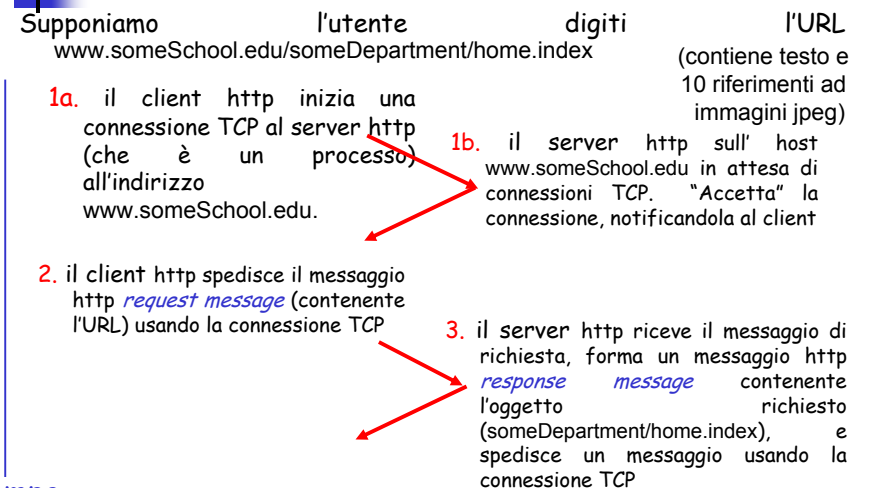 Supponiamo l'utente digiti l'URL
www.someSchool.edu/someDepartment/home.index
(contiene testo e
10 riferimenti ad
immagini jpeg)
1a. il client http inizia una
connessione TCP al server http
(che è un processo)
all'indirizzo
www.someSchool.edu.
1b. il server http sull' host
www.someSchool.edu in attesa di
connessioni TCP. "Accetta" la
connessione, notificandola al client
2. il client http spedisce il messaggio
http request message (contenente
l'URL) usando la connessione TCP
3. il server http riceve il messaggio di
richiesta, forma un messaggio http
response message contenente
l'oggetto richiesto
(someDepartment/home.index), e
spedisce un messaggio usando la
connessione TCP